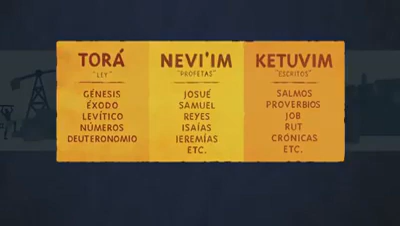 TORÁ
"LEY"
GÉNESIS
ÉXODO
LEVÍTICO
NÚMEROS
DEUTERONOMIO
NEVI'IM
"PROFETAS"
JOSUÉ
SAMUEL
REYES
ISAÍAS
JEREMÍAS
ETC.
KETUVIM
"ESCRITOS"
SALMOS
PROVERBIOS
JOB
RUT
CRÓNICAS
ETC.